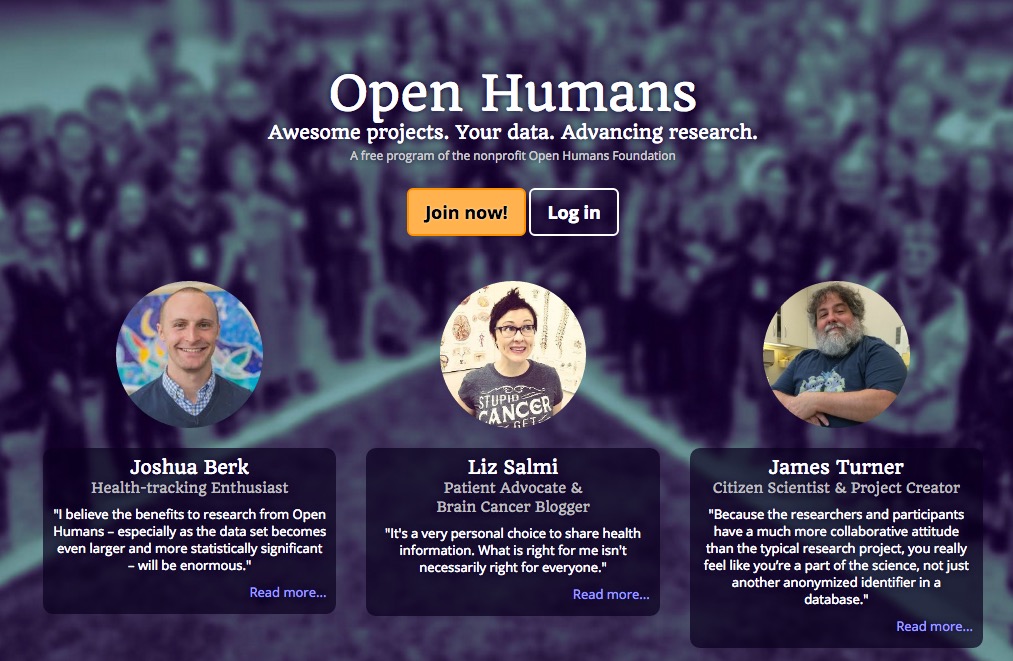 Open Humans
Awesome projects. Your data. Advancing research.
A free program of the nonprofit Open Humans Foundation
Join now!
Log in
STUPID
CANCER
GET
Joshua Berk
Health-tracking Enthusiast
"I believe the benefits to research from Open
Humans – especially as the data set becomes
even larger and more statistically significant
– will be enormous."
Read more...
Liz Salmi
Patient Advocate &
Brain Cancer Blogger
"It's a very personal choice to share health
information. What is right for me isn't
necessarily right for everyone."
Read more...
James Turner
Citizen Scientist & Project Creator
"Because the researchers and participants
have a much more collaborative attitude
than the typical research project, you really
feel like you’re a part of the science, not just
another anonymized identifier in a
database."
Read more...